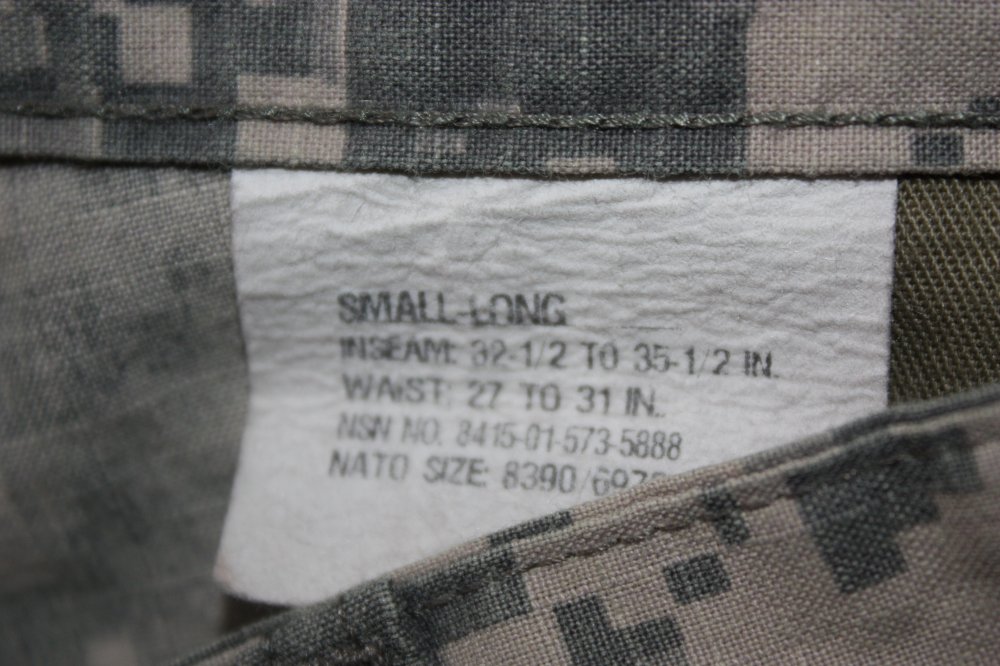 SMALL-LONG
INSEAM: 32-1/2 TO 35-1/2 IN.
WAIST: 27 TO 31 IN.
NSN NO. 8415-01-573-5888
NATO SIZE: